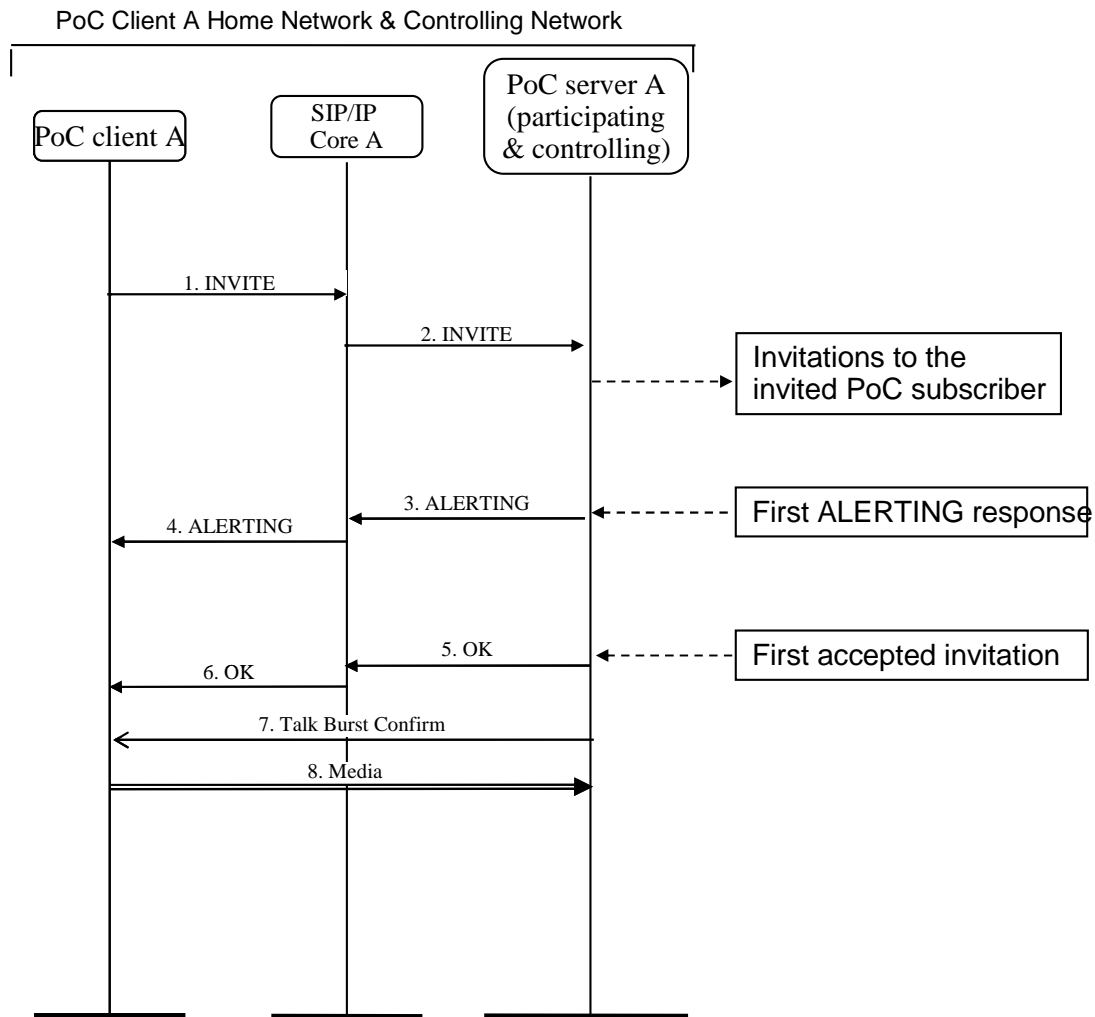 PoC Client A Home Network & Controlling Network
PoC client A
SIP/IP
Core A
PoC server A
(participating
& controlling)
1. INVITE
2. INVITE
Invitations to the
invited PoC subscriber
3. ALERTING
First ALERTING response
4. ALERTING
5. OK
First accepted invitation
6. OK
7. Talk Burst Confirm
8. Media